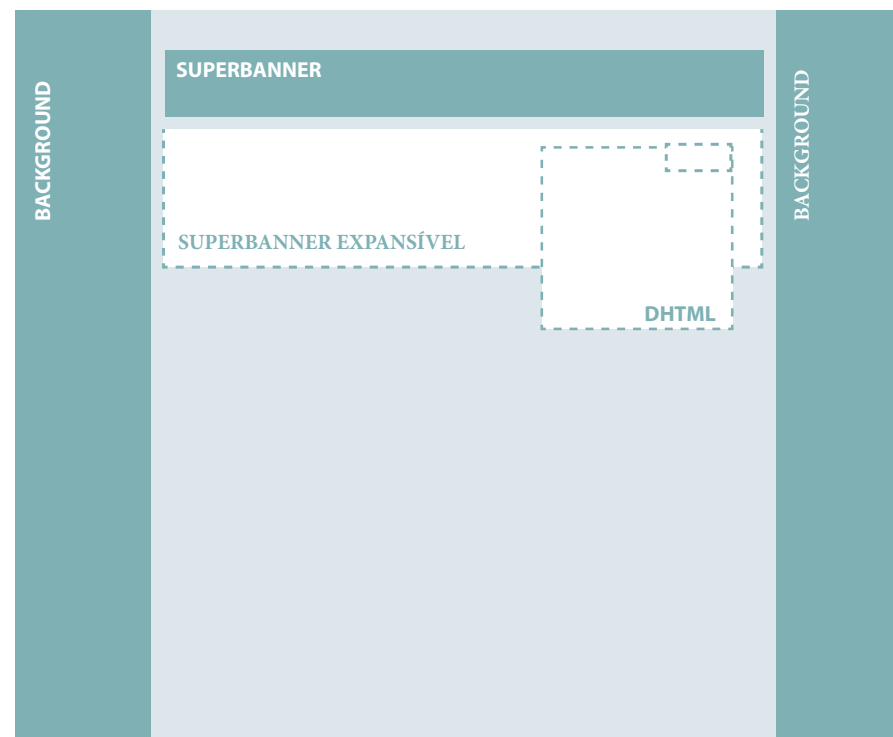 BACKGROUND
SUPERBANNER
SUPERBANNER EXPANSÍVEL
DHTML
BACKGROUND